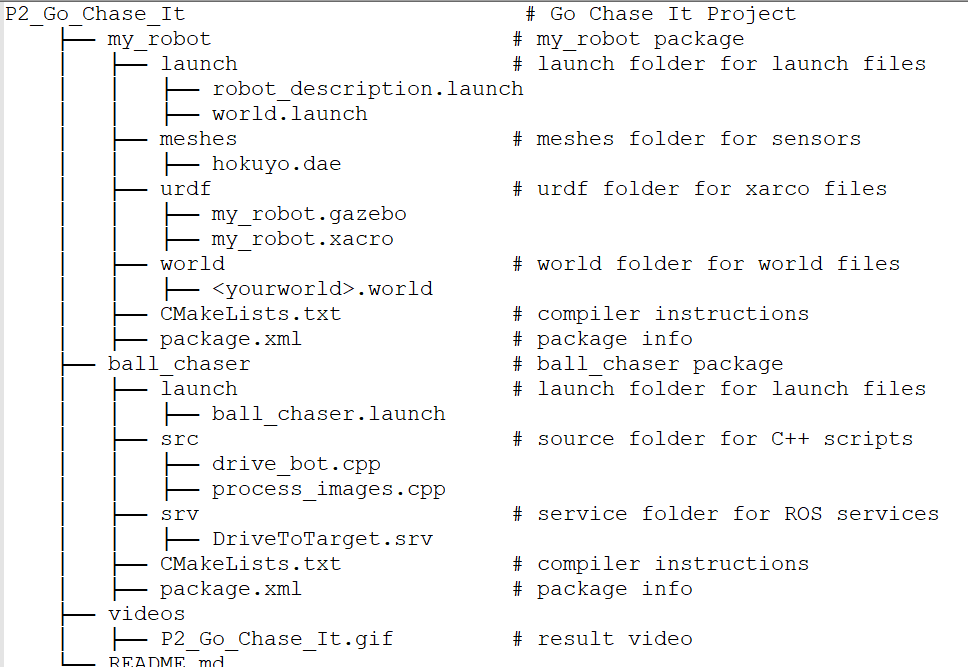 P2_Go_Chase_It # Go Chase It Project
├── my_robot # my_robot package
│ ├── launch # launch folder for launch files
│ │ ├── robot_description.launch
│ │ ├── world.launch
│ ├── meshes # meshes folder for sensors
│ │ ├── hokuyo.dae
│ ├── urdf # urdf folder for xarco files
│ │ ├── my_robot.gazebo
│ │ ├── my_robot.xacro
│ ├── world # world folder for world files
│ │ ├── <yourworld>.world
│ ├── CMakeLists.txt # compiler instructions
│ ├── package.xml # package info
├── ball_chaser # ball_chaser package
│ ├── launch # launch folder for launch files
│ │ ├── ball_chaser.launch
│ ├── src # source folder for C++ scripts
│ │ ├── drive_bot.cpp
│ │ ├── process_images.cpp
│ ├── srv # service folder for ROS services
│ │ ├── DriveToTarget.srv
│ ├── CMakeLists.txt # compiler instructions
│ ├── package.xml # package info
├── videos
│ ├── P2_Go_Chase_It.gif # result video
└── README.md